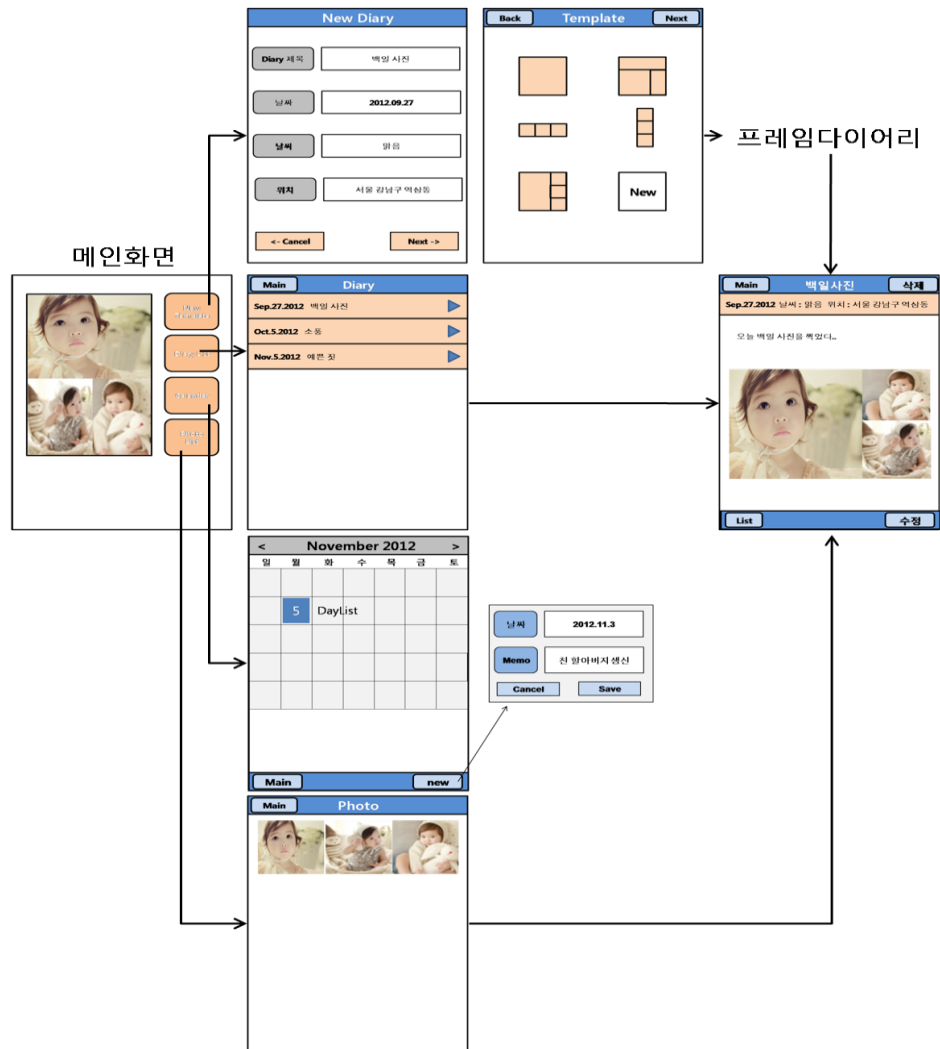 New Diary
Diary 제목
백일 사진
날짜
2012.09.27
날씨
맑음
위치
서울 강남구 역삼동
<- Cancel
Next ->
Back
Template
Next
New
프레임다이어리
메인화면
Main
Diary
Sep.27.2012 백일 사진
Oct.5.2012 소풍
Nov.5.2012 예쁜 짓
Main
백일사진
삭제
Sep.27.2012 날씨 : 맑음 위치 : 서울 강남구 역삼동
오늘 백일 사진을 찍었다..
List
수정
< November 2012 >
일 월 화 수 목 금 토
5 DayList
Main
new
날짜
2012.11.3
Memo
친 할아버지생신
Cancel
Save
Main
Photo